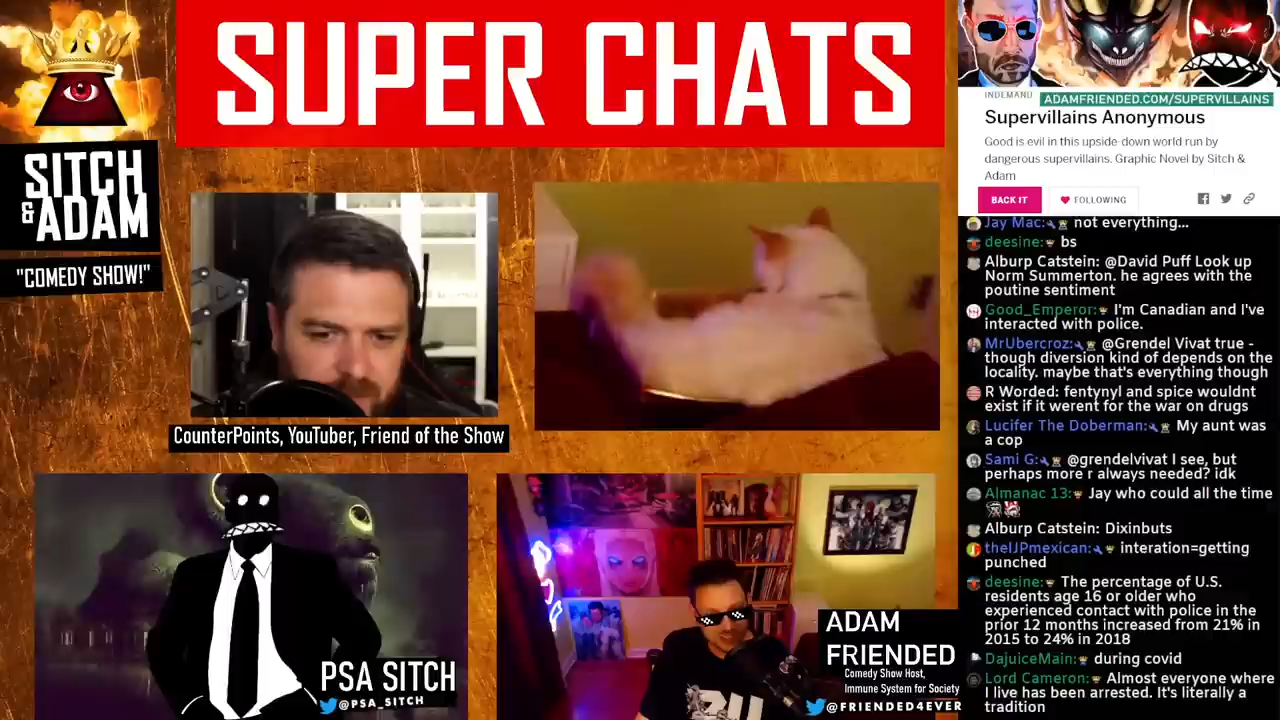 SUPER CHATS
SITCH
& ADAM
"COMEDY SHOW!"
CounterPoints, YouTuber, Friend of the Show
PSA SITCH
@PSA_SITCH
ADAM
FRIENDED
Comedy Show Host,
Immune System for Society
@FRIENDED4EVER
INDEMAND
ADAMFRIENDED.COM/SUPERVILLAINS
Supervillains Anonymous
Good is evil in this upside-down world run by
dangerous supervillains. Graphic Novel by Sitch &
Adam
BACK IT
FOLLOWING
Jay Mac: not everything...
deesine: bs
Alburp Catstein: @David Puff Look up
Norm Summerton. he agrees with the
poutine sentiment
Good_Emperor: I'm Canadian and I've
interacted with police.
MrUbercroz: @Grendel Vivat true -
though diversion kind of depends on the
locality. maybe that's everything though
R Worded: fentynyl and spice wouldnt
exist if it werent for the war on drugs
Lucifer The Doberman: My aunt was
a cop
Sami G: @grendelvivat I see, but
perhaps more r always needed? idk
Almanac 13: Jay who could all the time
Alburp Catstein: Dixinbuts
theIJPmexican: interation=getting
punched
deesine: The percentage of U.S.
residents age 16 or older who
experienced contact with police in the
prior 12 months increased from 21% in
2015 to 24% in 2018
DajuiceMain: during covid
Lord Cameron: Almost everyone where
I live has been arrested. It's literally a
tradition